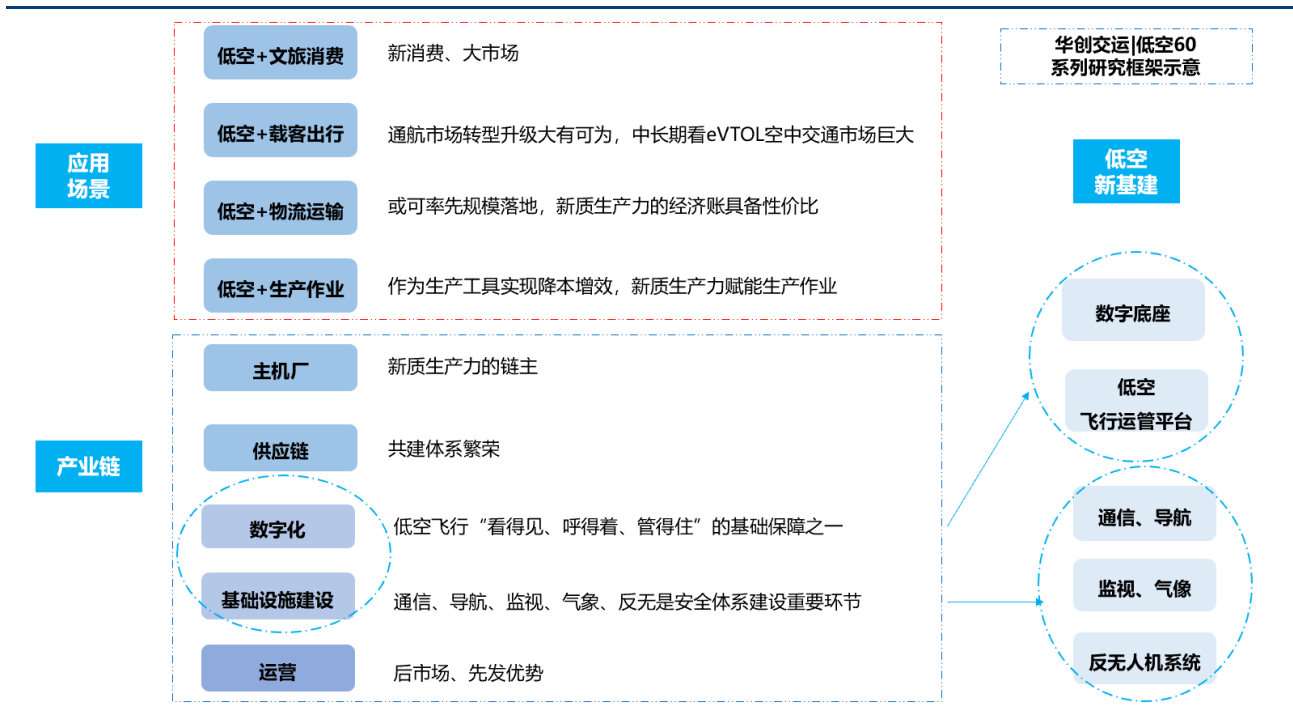 华创交运|低空60
系列研究框架示意
应用
场景
低空+文旅消费
新消费、大市场
低空+载客出行
通航市场转型升级大有可为，中长期看eVTOL空中交通市场巨大
低空+物流运输
或可率先规模落地，新质生产力的经济账具备性价比
低空+生产作业
作为生产工具实现降本增效，新质生产力赋能生产作业
产业链
主机厂
新质生产力的链主
供应链
共建体系繁荣
数字化
低空飞行“看得见、呼得着、管得住”的基础保障之一
基础设施建设
通信、导航、监视、气象、反无是安全体系建设重要环节
运营
后市场、先发优势
低空
新基建
数字底座
低空
飞行运管平台
通信、导航
监视、气像
反无人机系统